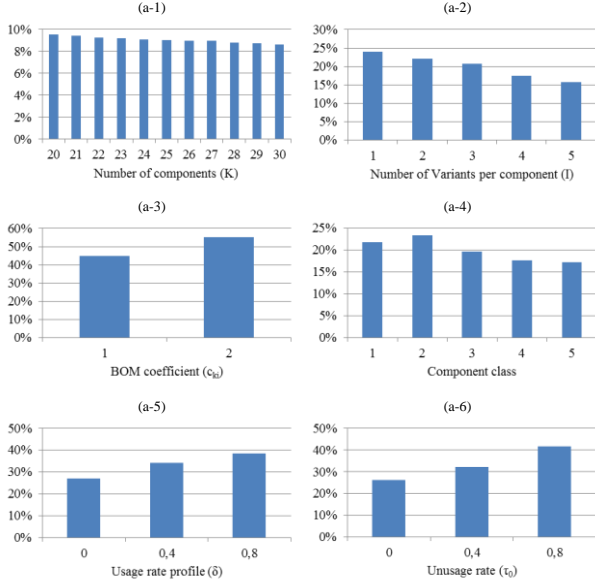 (a-1)
10%
8%
6%
4%
2%
0%
20 21 22 23 24 25 26 27 28 29 30
Number of components (K)
(a-2)
30%
25%
20%
15%
10%
5%
0%
1 2 3 4 5
Number of Variants per component (I)
(a-3)
60%
50%
40%
30%
20%
10%
0%
1 2
BOM coefficient (cki)
(a-4)
25%
20%
15%
10%
5%
0%
1 2 3 4 5
Component class
(a-5)
50%
40%
30%
20%
10%
0%
0 0,4 0,8
Usage rate profile (δ)
(a-6)
50%
40%
30%
20%
10%
0%
0 0,4 0,8
Unusage rate (τ0)